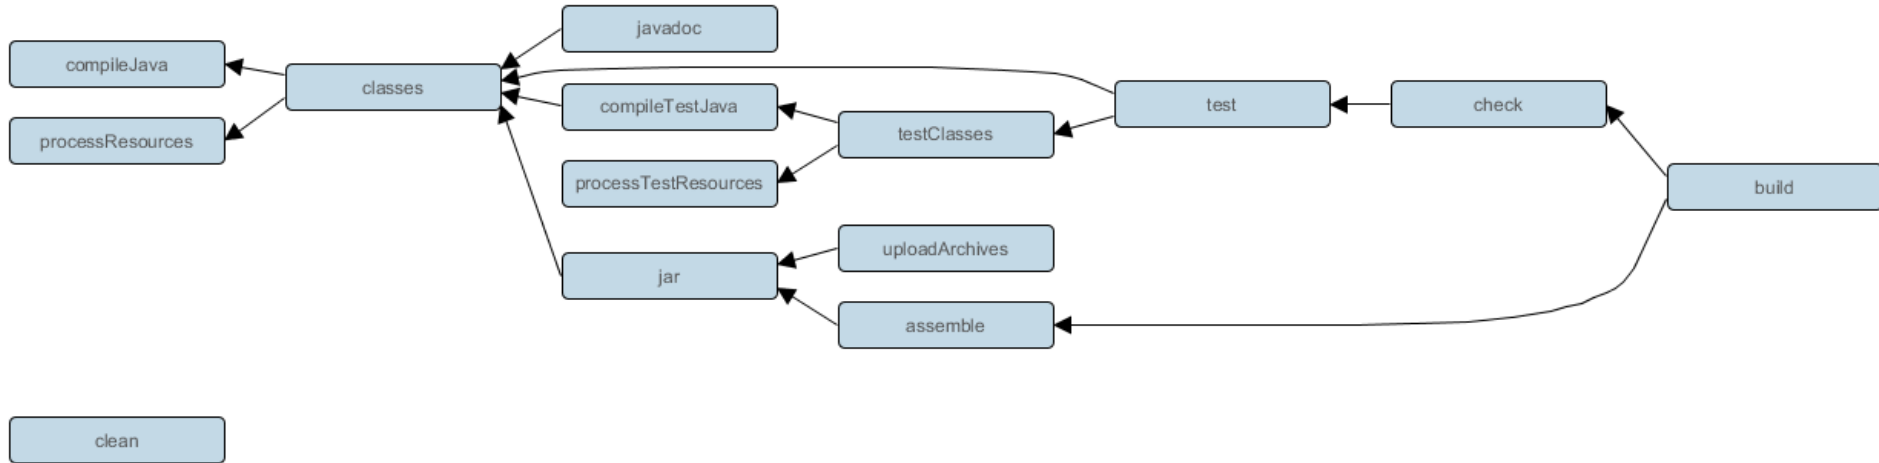 javadoc
compileJava
classes
compileTestJava
test
check
testClasses
processResources
processTestResources
build
uploadArchives
jar
assemble
clean